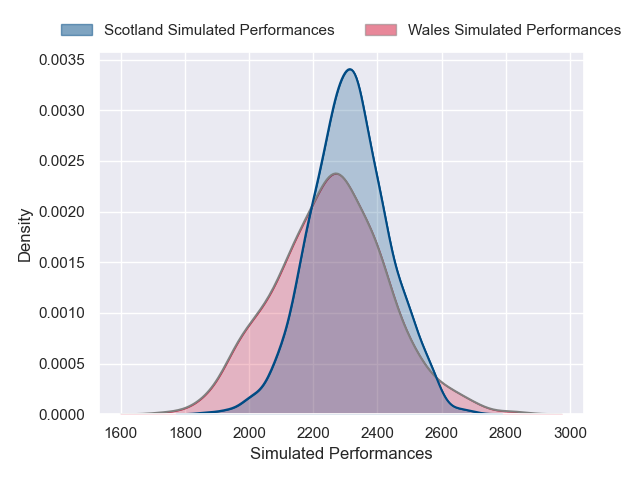 Scotland Simulated Performances Wales Simulated Performances
0.0035
0.0030
0.0025
0.0020
0.0015
0.0010
0.0005
0.0000
Density
1600 1800 2000 2200 2400 2600 2800 3000
Simulated Performances